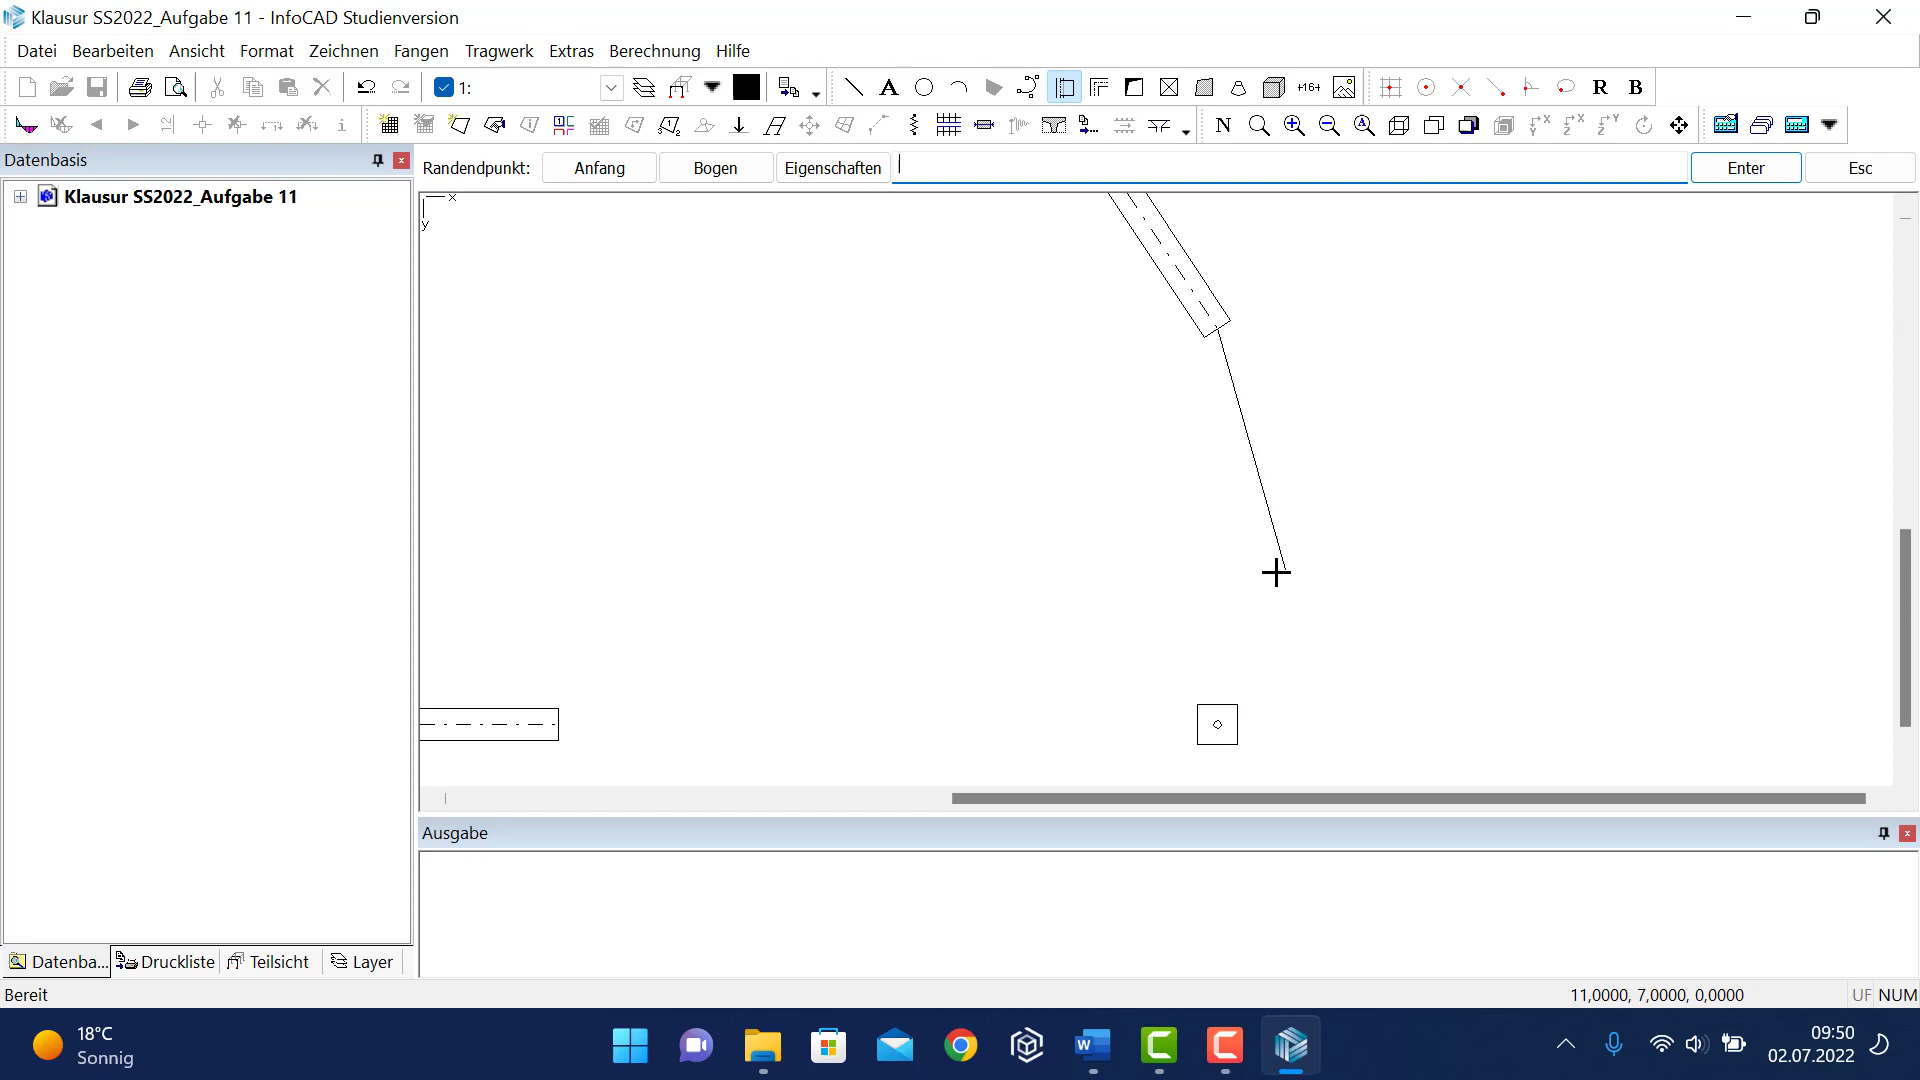 Klausur SS2022_Aufgabe 11 - InfoCAD Studienversion
Datei Bearbeiten Ansicht Format Zeichnen Fangen Tragwerk Extras Berechnung Hilfe
1:
A +16+ R B
N
Datenbasis
Randendpunkt: Anfang Bogen Eigenschaften Enter Esc
Klausur SS2022_Aufgabe 11
x
y
Ausgabe
Datenba... Druckliste Teilsicht Layer
Bereit 11,0000, 7,0000, 0,0000 UF NUM
18°C
Sonnig
09:50
02.07.2022